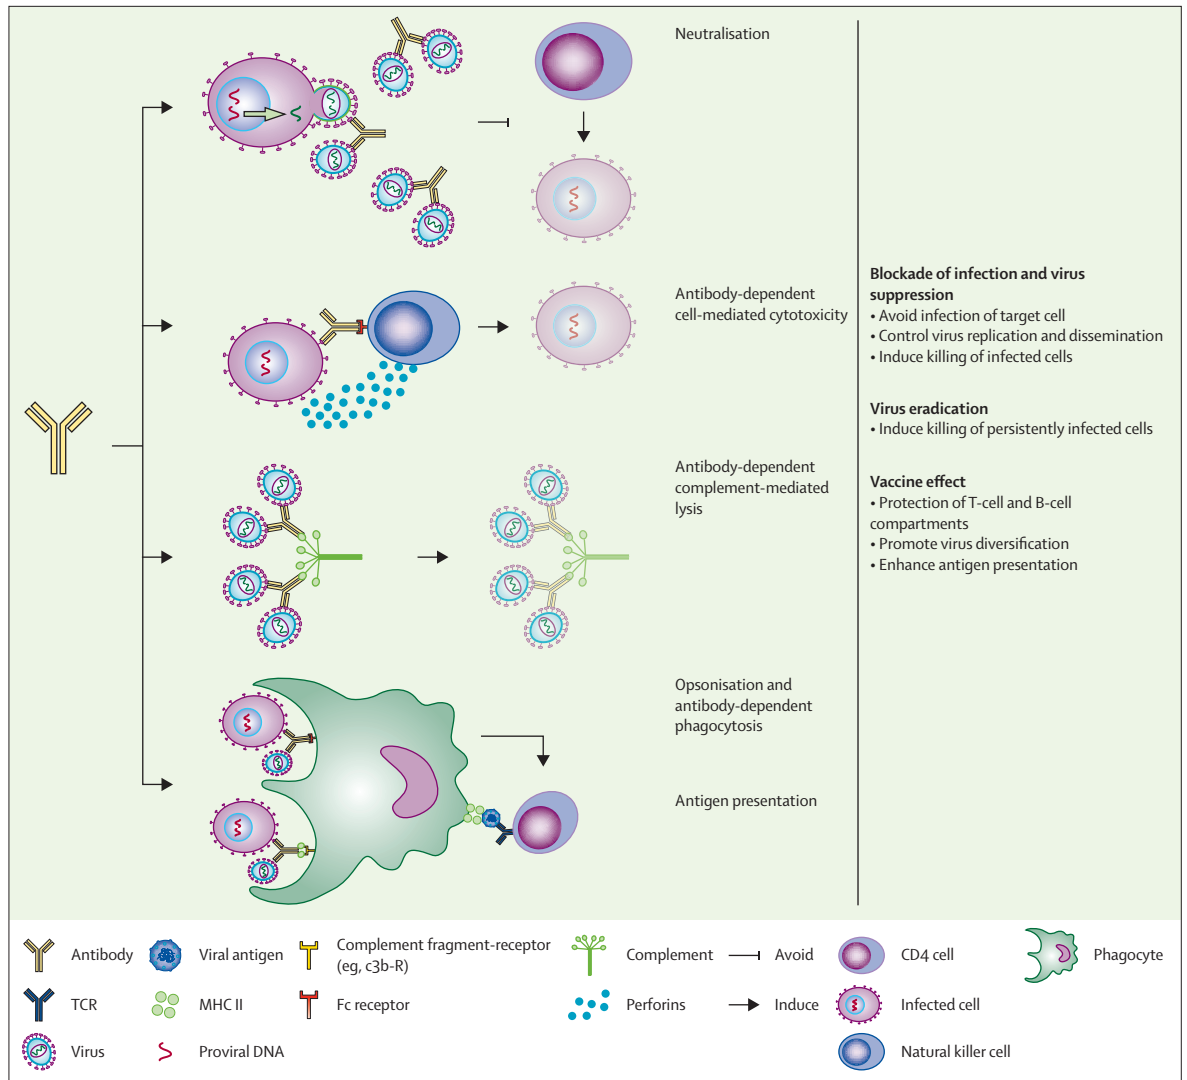 Neutralisation
Antibody-dependent
cell-mediated cytotoxicity
Antibody-dependent
complement-mediated
lysis
Opsonisation and
antibody-dependent
phagocytosis
Antigen presentation
Blockade of infection and virus
suppression
• Avoid infection of target cell
• Control virus replication and dissemination
• Induce killing of infected cells
Virus eradication
• Induce killing of persistently infected cells
Vaccine effect
• Protection of T-cell and B-cell
compartments
• Promote virus diversification
• Enhance antigen presentation
Antibody
Viral antigen
Complement fragment-receptor
(eg, c3b-R)
Complement
Avoid
CD4 cell
Phagocyte
TCR
MHC II
Fc receptor
Perforins
Induce
Infected cell
Virus
Proviral DNA
Natural killer cell